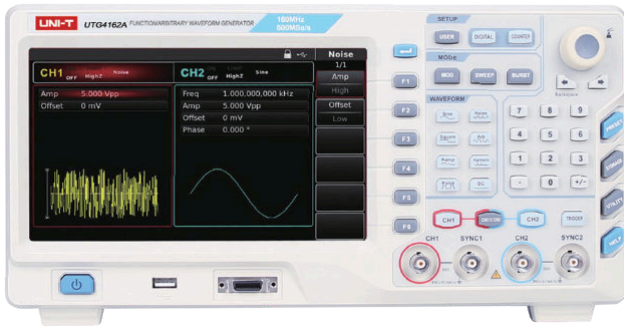 UNI-T UTG4162A FUNCTION/ARBITRARY WAVEFORM GENERATOR
160MHz
500MSa/s
CH1 OFF HighZ Noise
Amp 5.000 Vpp
Offset 0 mV
CH2 OFF HighZ Sine
Freq 1.000,000,000 kHz
Amp 5.000 Vpp
Offset 0 mV
Phase 0.000 °
Noise
1/1
Amp
High
Offset
Low
F1
F2
F3
F4
F5
F6
SETUP
USER DIGITAL COUNTER
MODE
MOD SWEEP BURST
WAVEFORM
Sine Noise
Square Arb
Ramp Harmonic
Pulse DC
7 8 9
4 5 6
1 2 3
. 0 +/-
PRESET
STORAGE
UTILITY
HELP
CH1 CH2 TRIGGER
CH1 SYNC1 CH2 SYNC2